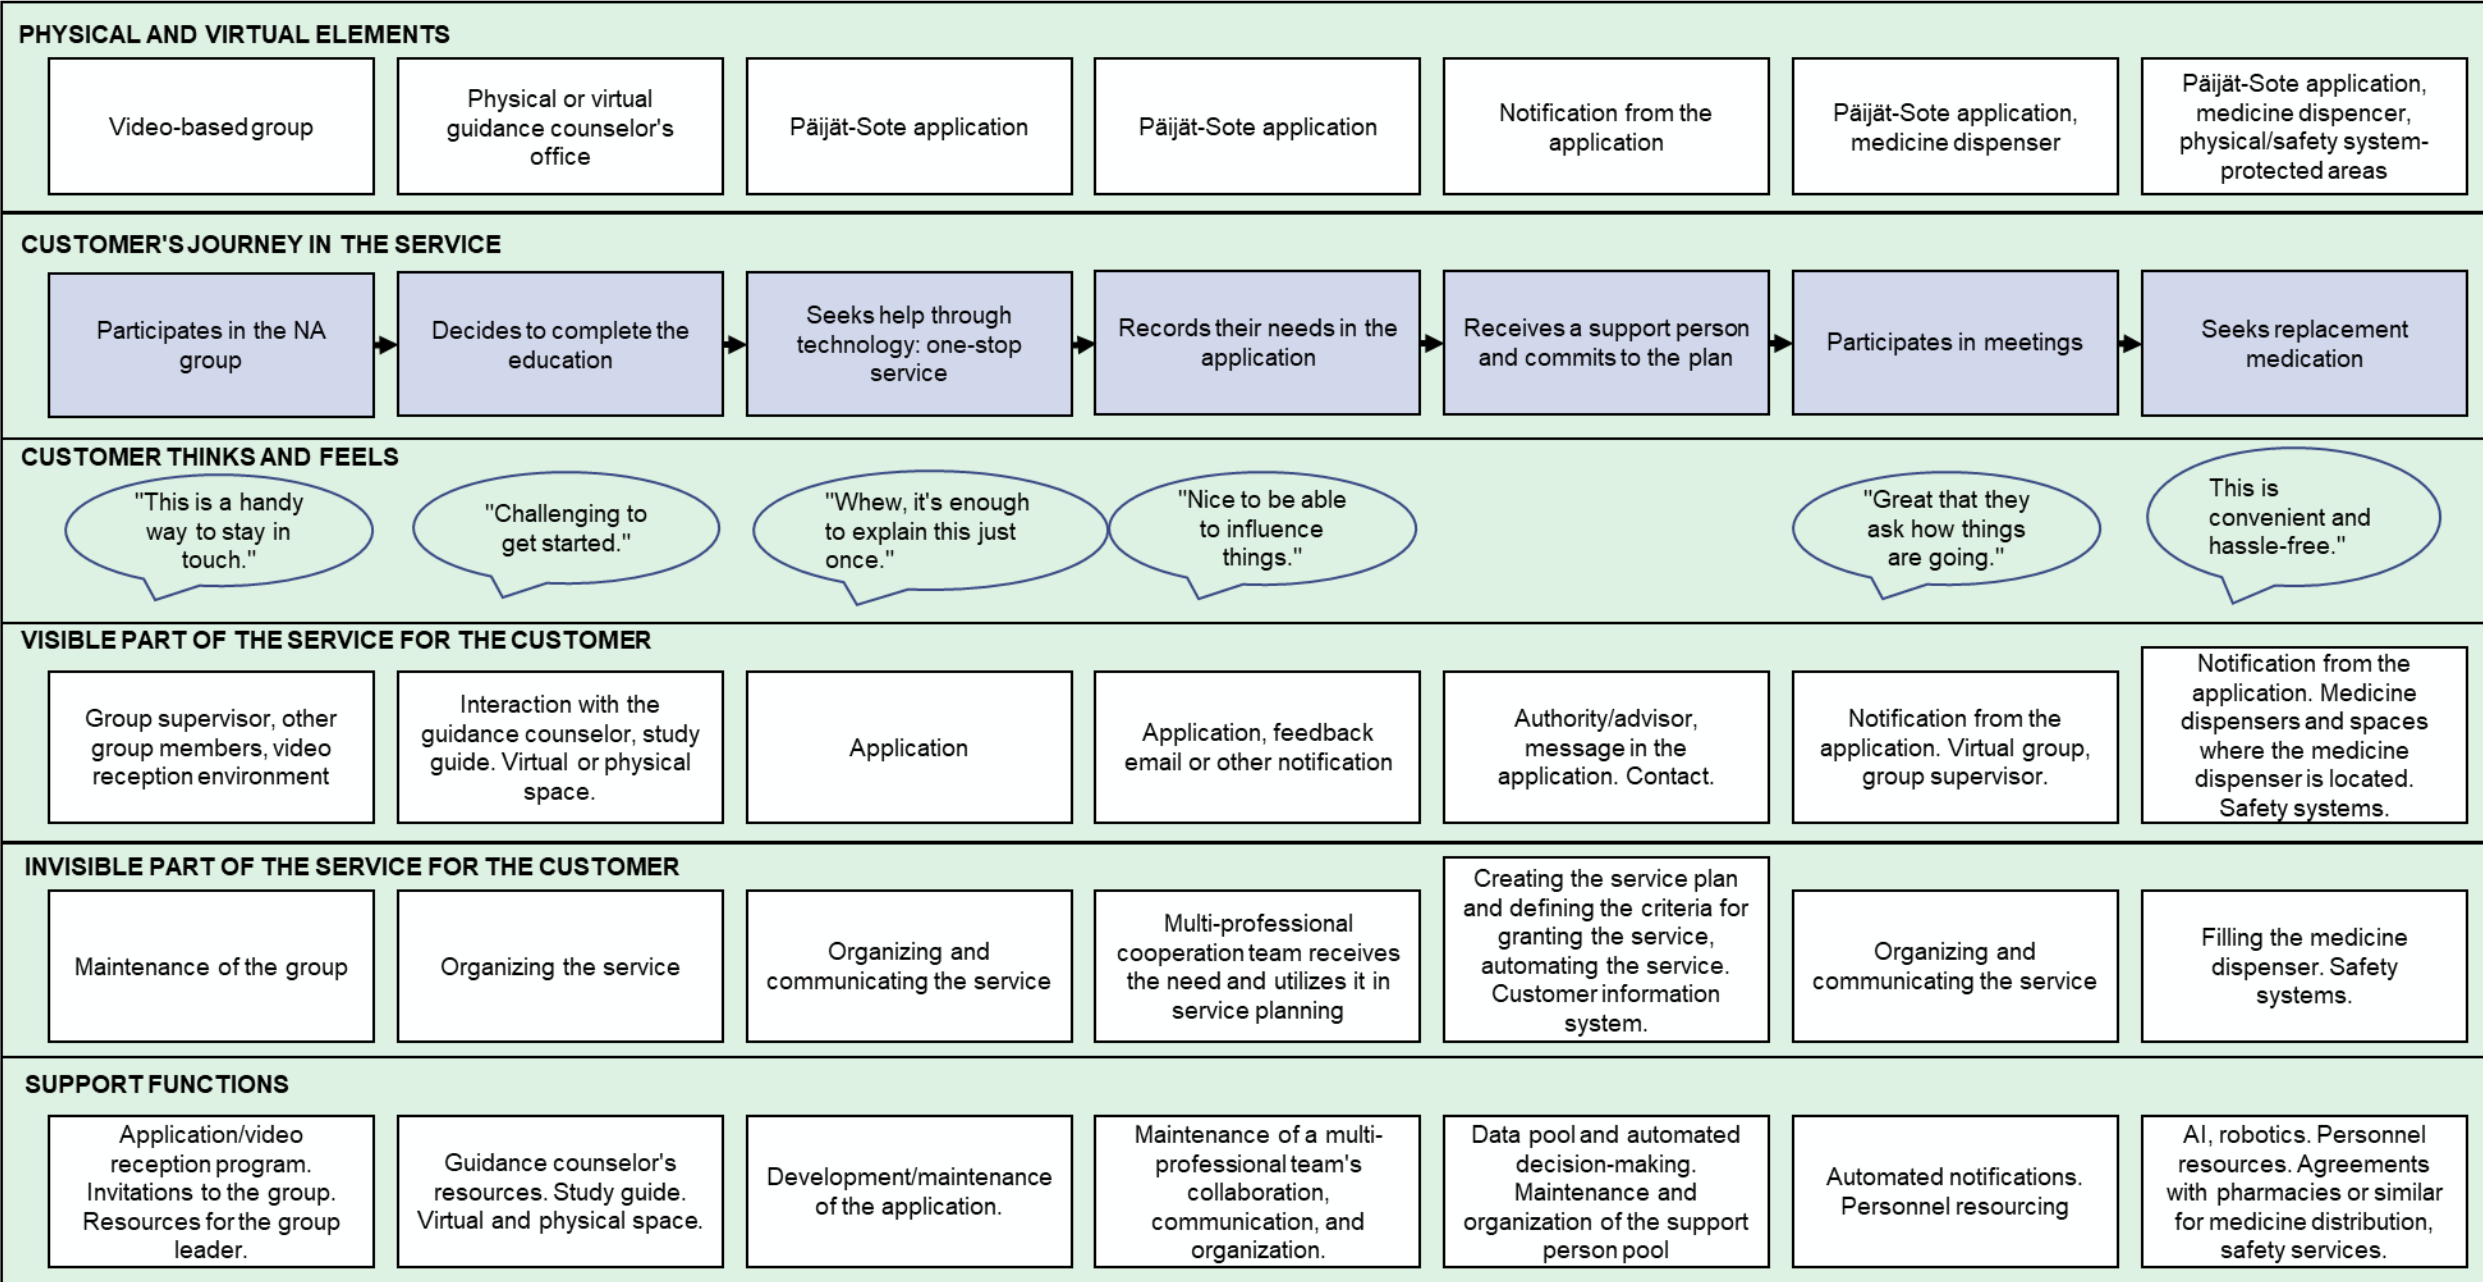 PHYSICAL AND VIRTUAL ELEMENTS
Video-based group
Physical or virtual
guidance counselor's
office
Päijät-Sote application
Päijät-Sote application
Notification from the
application
Päijät-Sote application,
medicine dispenser
Päijät-Sote application,
medicine dispencer,
physical/safety system-
protected areas
CUSTOMER'S JOURNEY IN THE SERVICE
Participates in the NA
group
Decides to complete the
education
Seeks help through
technology: one-stop
service
Records their needs in the
application
Receives a support person
and commits to the plan
Participates in meetings
Seeks replacement
medication
CUSTOMER THINKS AND FEELS
"This is a handy
way to stay in
touch."
"Challenging to
get started."
"Whew, it's enough
to explain this just
once."
"Nice to be able
to influence
things."
"Great that they
ask how things
are going."
This is
convenient and
hassle-free."
VISIBLE PART OF THE SERVICE FOR THE CUSTOMER
Group supervisor, other
group members, video
reception environment
Interaction with the
guidance counselor, study
guide. Virtual or physical
space.
Application
Application, feedback
email or other notification
Authority/advisor,
message in the
application. Contact.
Notification from the
application. Virtual group,
group supervisor.
Notification from the
application. Medicine
dispensers and spaces
where the medicine
dispenser is located.
Safety systems.
INVISIBLE PART OF THE SERVICE FOR THE CUSTOMER
Maintenance of the group
Organizing the service
Organizing and
communicating the service
Multi-professional
cooperation team receives
the need and utilizes it in
service planning
Creating the service plan
and defining the criteria for
granting the service,
automating the service.
Customer information
system.
Organizing and
communicating the service
Filling the medicine
dispenser. Safety
systems.
SUPPORT FUNCTIONS
Application/video
reception program.
Invitations to the group.
Resources for the group
leader.
Guidance counselor's
resources. Study guide.
Virtual and physical space.
Development/maintenance
of the application.
Maintenance of a multi-
professional team's
collaboration,
communication, and
organization.
Data pool and automated
decision-making.
Maintenance and
organization of the support
person pool
Automated notifications.
Personnel resourcing
AI, robotics. Personnel
resources. Agreements
with pharmacies or similar
for medicine distribution,
safety services.